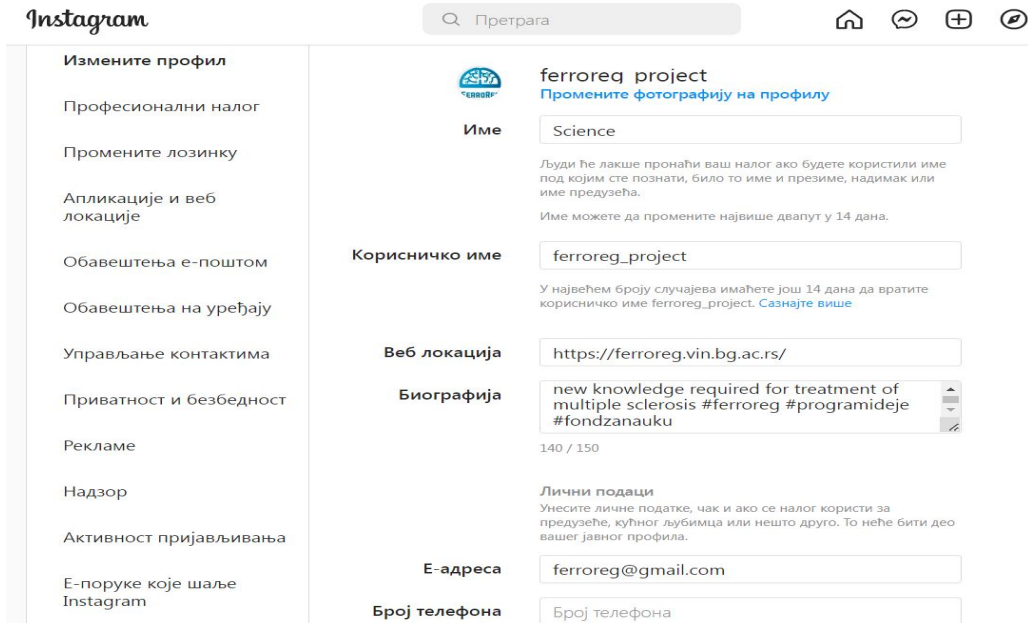 Instagram
Претрага
Измените профил
Професионални налог
Промените лозинку
Апликације и веб
локације
Обавештења е-поштом
Обавештења на уређају
Управљање контактима
Приватност и безбедност
Рекламе
Надзор
Активност пријављивања
Е-поруке које шаље
Instagram
ferroreg_project
Промените фотографију на профилу
Име
Science
Људи ће лакше пронаћи ваш налог ако будете користили име
под којим сте познати, било то име и презиме, надимак или
име предузећа.
Име можете да промените највише двапут у 14 дана.
Корисничко име
ferroreg_project
У највећем броју случајева имаћете још 14 дана да вратите
корисничко име ferroreg_project. Сазнајте више
Веб локација
https://ferroreg.vin.bg.ac.rs/
Биографија
new knowledge required for treatment of
multiple sclerosis #ferroreg #programideje
#fondzanauku
140 / 150
Лични подаци
Унесите личне податке, чак и ако се налог користи за
предузеће, кућног љубимца или нешто друго. То неће бити део
вашег јавног профила.
Е-адреса
ferroreg@gmail.com
Број телефона
Број телефона